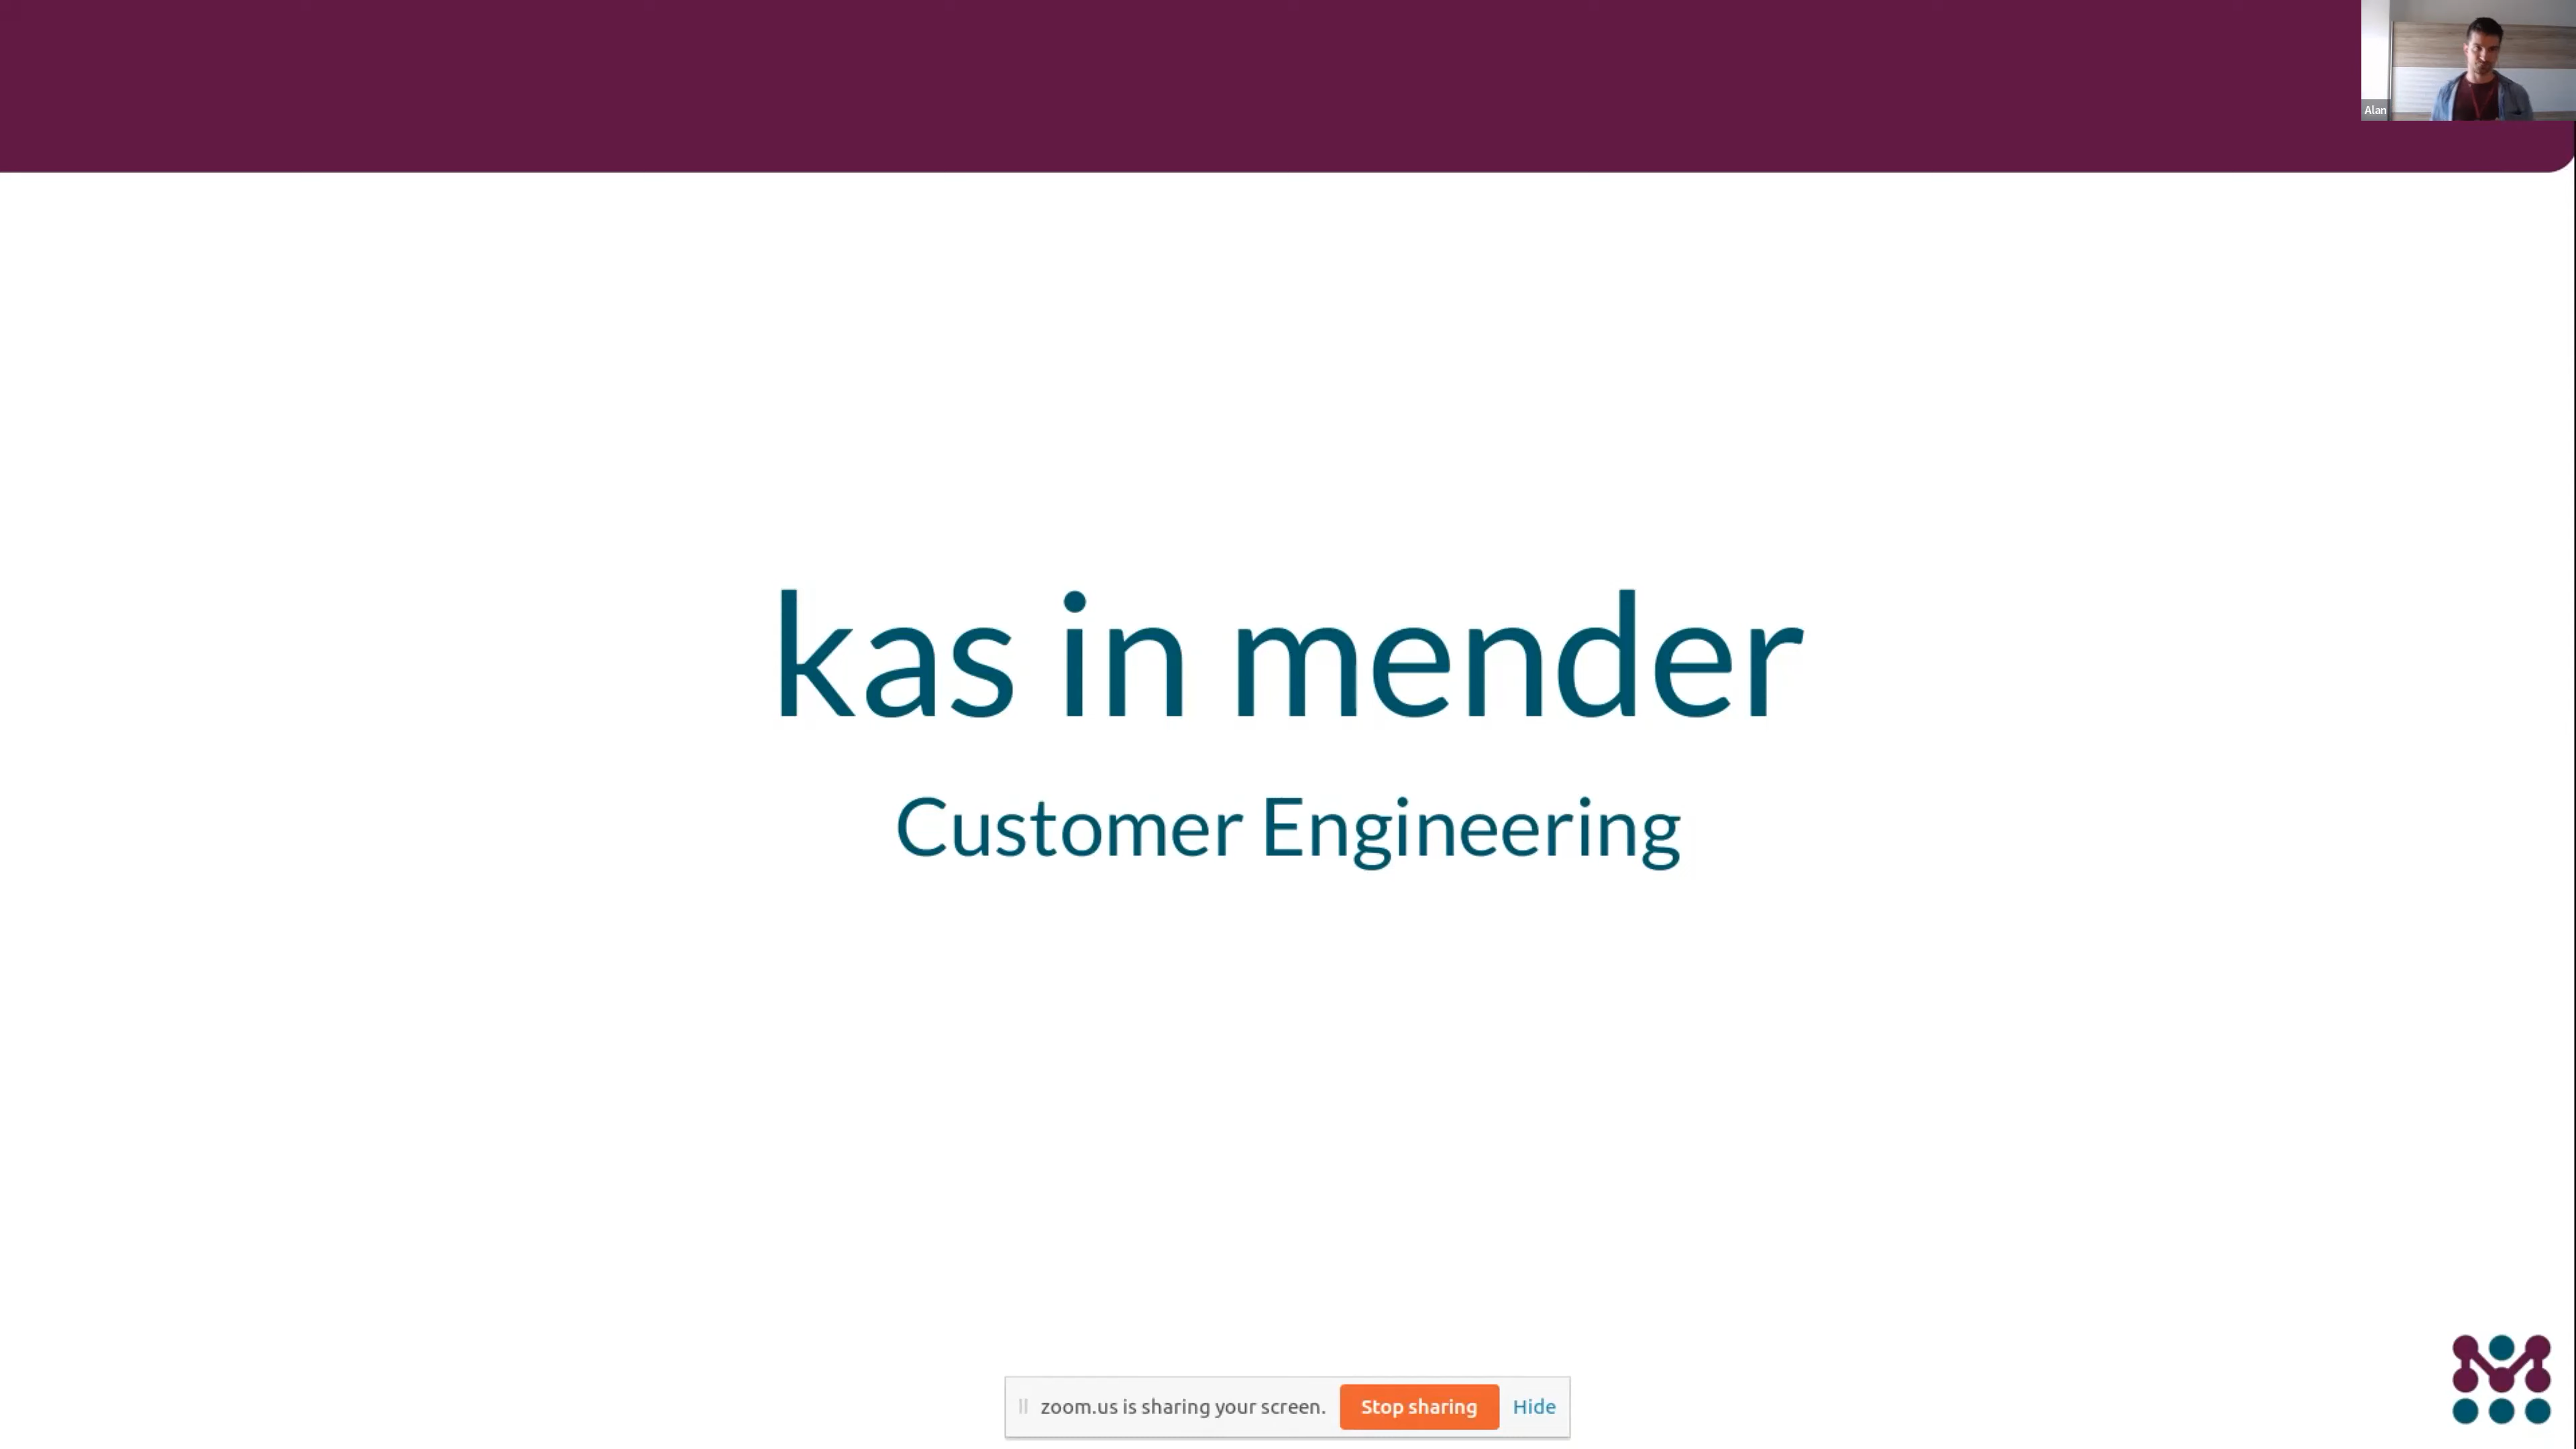 Alan
kas in mender
Customer Engineering
zoom.us is sharing your screen. Stop sharing Hide